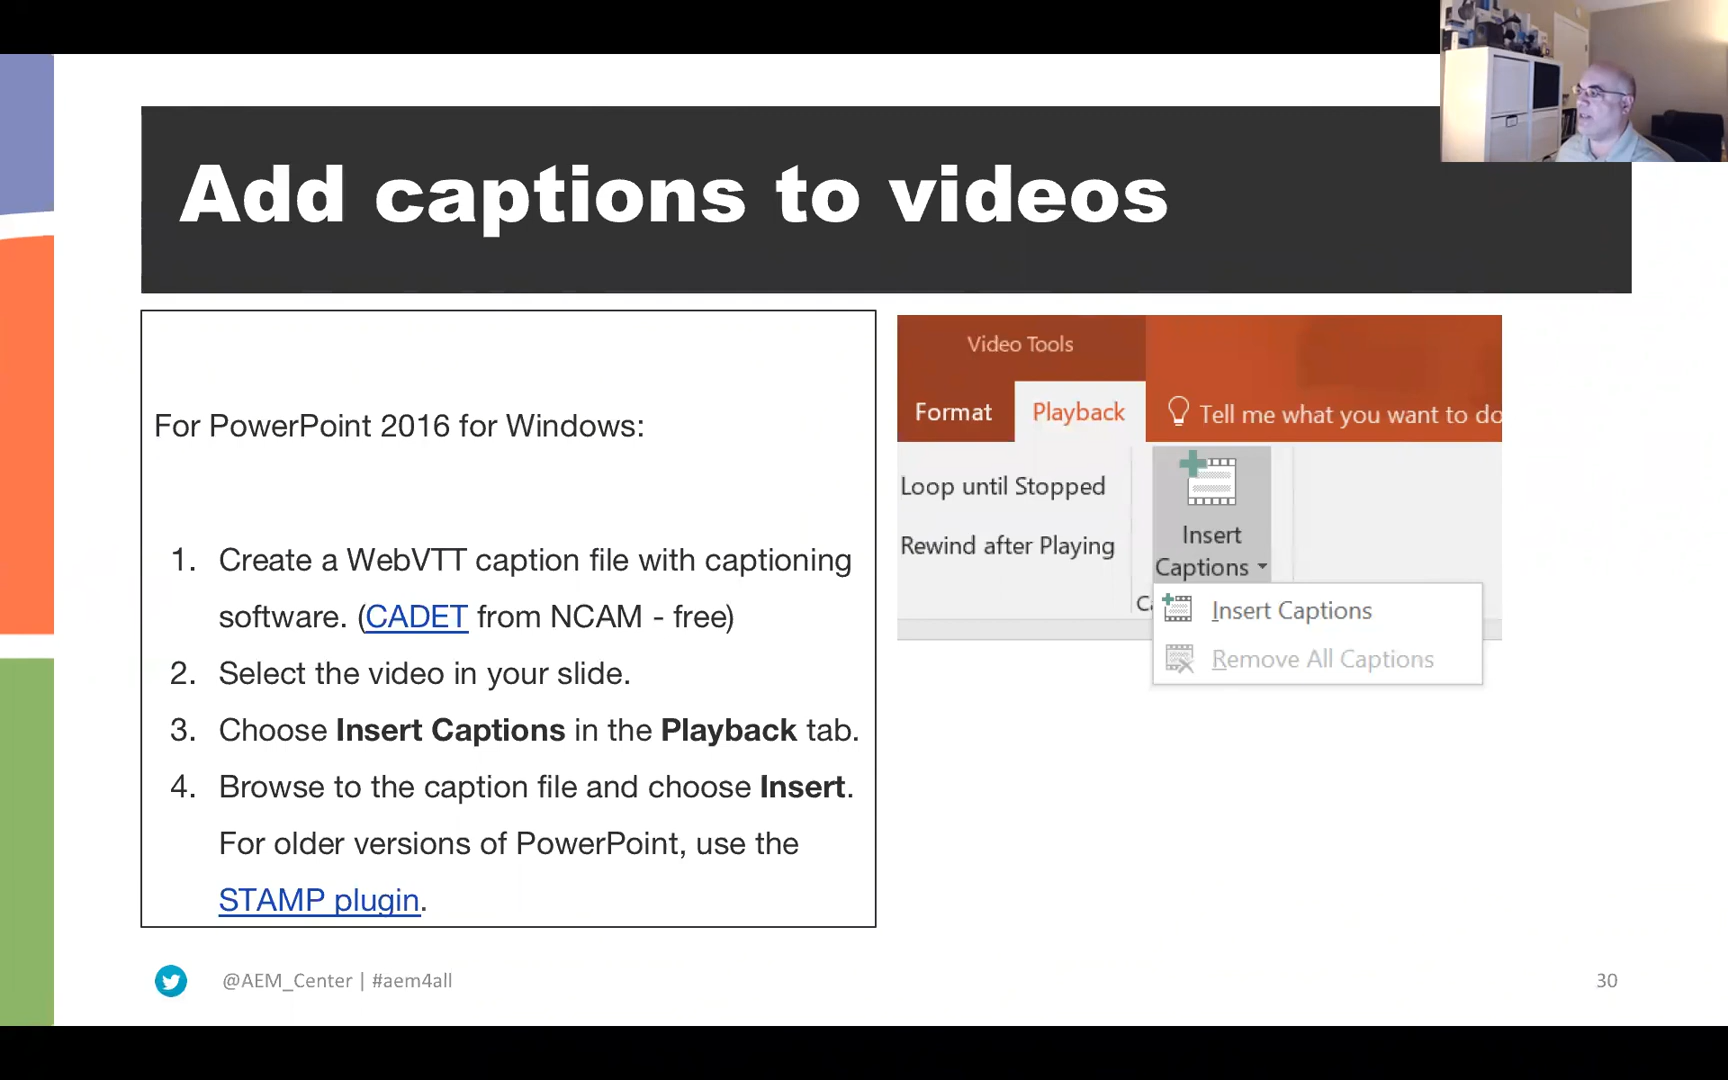 Add captions to videos
For PowerPoint 2016 for Windows:
1. Create a WebVTT caption file with captioning
software. (CADET from NCAM - free)
2. Select the video in your slide.
3. Choose Insert Captions in the Playback tab.
4. Browse to the caption file and choose Insert.
For older versions of PowerPoint, use the
STAMP plugin.
Video Tools
Format
Playback
Tell me what you want to do
Loop until Stopped
Rewind after Playing
Insert
Captions
Insert Captions
Remove All Captions
@AEM_Center | #aem4all
30